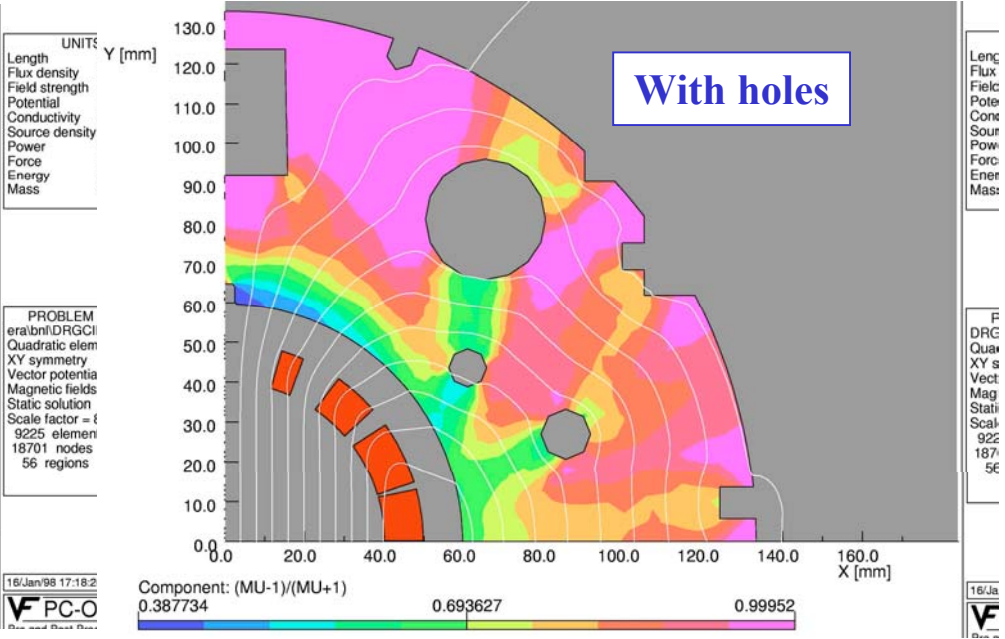 UNITS
Length
Flux density
Field strength
Potential
Conductivity
Source density
Power
Force
Energy
Mass
PROBLEM
era\bnl\DRGCI
Quadratic elem
XY symmetry
Vector potentia
Magnetic fields
Static solution
Scale factor =
9225 element
18701 nodes
56 regions
16/Jan/98 17:18:2
PC-O
Y [mm]
130.0
120.0
110.0
100.0
90.0
80.0
70.0
60.0
50.0
40.0
30.0
20.0
10.0
0.0
0.0 20.0 40.0 60.0 80.0 100.0 120.0 140.0 160.0
X [mm]
With holes
Component: (MU-1)/(MU+1)
0.387734 0.693627 0.99952
Leng
Flux
Field
Pote
Cond
Sour
Powe
Forc
Ener
Mass
P
DRG
Qua
XY s
Vect
Mag
Stati
Scal
922
187
56
16/Ja